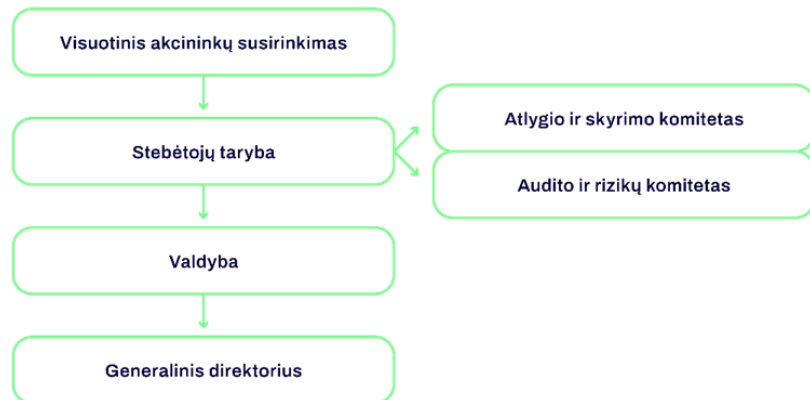 Visuotinis akcininkų susirinkimas
Stebėtojų taryba
Atlygio ir skyrimo komitetas
Audito ir rizikų komitetas
Valdyba
Generalinis direktorius